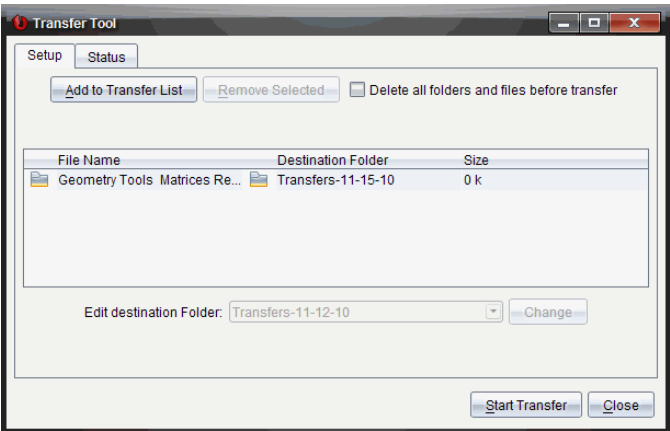 Transfer Tool
Setup Status
Add to Transfer List Remove Selected Delete all folders and files before transfer
File Name Destination Folder Size
Geometry Tools Matrices Re... Transfers-11-15-10 0 k
Edit destination Folder: Transfers-11-12-10 Change
Start Transfer Close